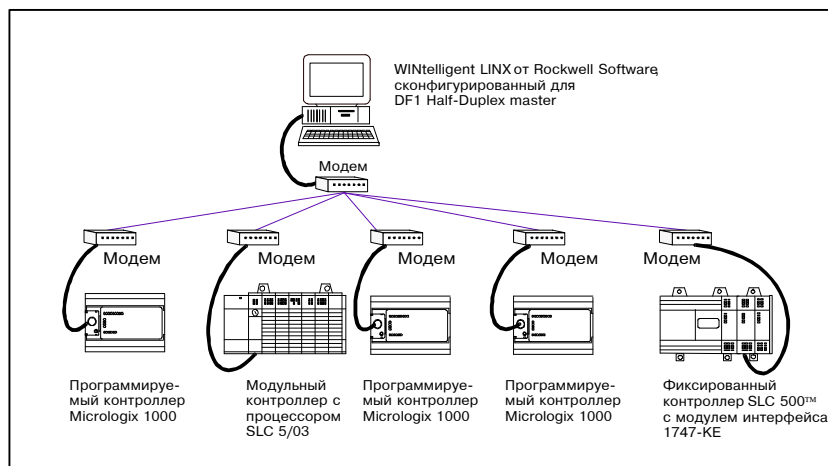 WINtelligent LINX от Rockwell Software,
сконфигурированный для
DF1 Half-Duplex master
Модем
Модем
Модем
Модем
Модем
Модем
Программируе-
мый контроллер
Micrologix 1000
Модульный
контроллер с
процессором
SLC 5/03
Программируе-
мый контроллер
Micrologix 1000
Программируе-
мый контроллер
Micrologix 1000
Фиксированный
контроллер SLC 500™
с модулем интерфейса
1747-KE